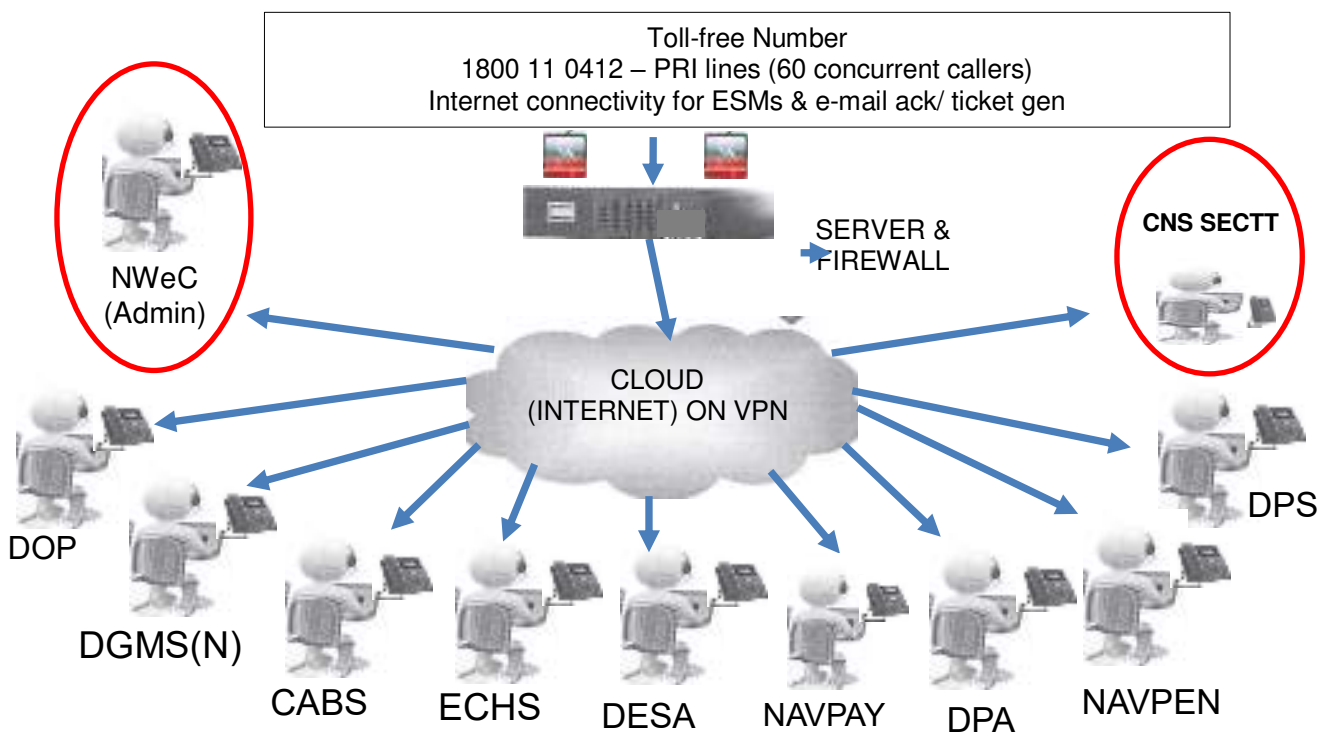 Toll-free Number
1800 11 0412 – PRI lines (60 concurrent callers)
Internet connectivity for ESMs & e-mail ack/ ticket gen
SERVER &
FIREWALL
CNS SECTT
NWeC
(Admin)
CLOUD
(INTERNET) ON VPN
DOP
DPS
DGMS(N)
CABS
ECHS
DESA
NAVPAY
DPA
NAVPEN